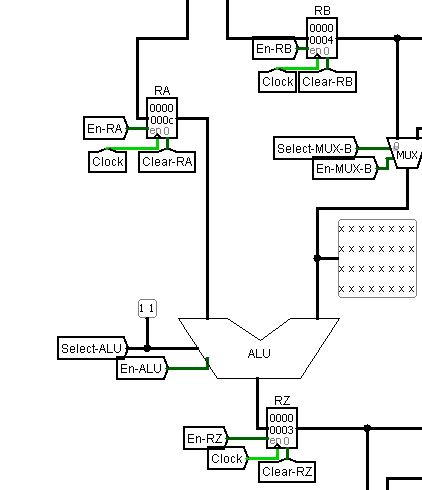 RB
0000
0004
en 0
En-RB
Clock
Clear-RB
RA
0000
000c
en 0
En-RA
Clock
Clear-RA
Select-MUX-B
0
MUX
En-MUX-B
x x x x x x x x
x x x x x x x x
x x x x x x x x
x x x x x x x x
1 1
Select-ALU
ALU
En-ALU
RZ
0000
0003
en 0
En-RZ
Clock
Clear-RZ